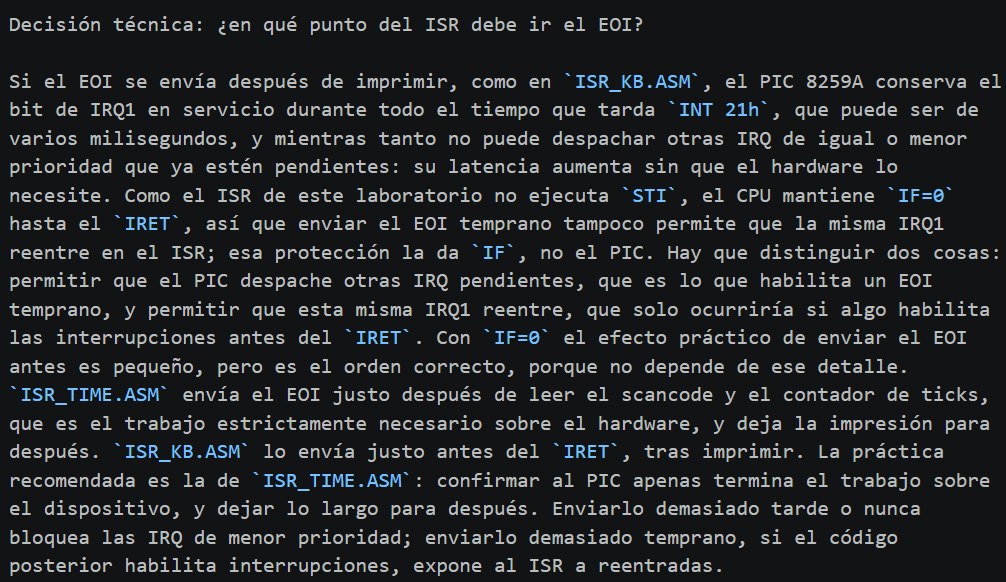 Decisión técnica: ¿en qué punto del ISR debe ir el EOI?

Si el EOI se envía después de imprimir, como en `ISR_KB.ASM`, el PIC 8259A conserva el
bit de IRQ1 en servicio durante todo el tiempo que tarda `INT 21h`, que puede ser de
varios milisegundos, y mientras tanto no puede despachar otras IRQ de igual o menor
prioridad que ya estén pendientes: su latencia aumenta sin que el hardware lo
necesite. Como el ISR de este laboratorio no ejecuta `STI`, el CPU mantiene `IF=0`
hasta el `IRET`, así que enviar el EOI temprano tampoco permite que la misma IRQ1
reentre en el ISR; esa protección la da `IF`, no el PIC. Hay que distinguir dos cosas:
permitir que el PIC despache otras IRQ pendientes, que es lo que habilita un EOI
temprano, y permitir que esta misma IRQ1 reentre, que solo ocurriría si algo habilita
las interrupciones antes del `IRET`. Con `IF=0` el efecto práctico de enviar el EOI
antes es pequeño, pero es el orden correcto, porque no depende de ese detalle.
`ISR_TIME.ASM` envía el EOI justo después de leer el scancode y el contador de ticks,
que es el trabajo estrictamente necesario sobre el hardware, y deja la impresión para
después. `ISR_KB.ASM` lo envía justo antes del `IRET`, tras imprimir. La práctica
recomendada es la de `ISR_TIME.ASM`: confirmar al PIC apenas termina el trabajo sobre
el dispositivo, y dejar lo largo para después. Enviarlo demasiado tarde o nunca
bloquea las IRQ de menor prioridad; enviarlo demasiado temprano, si el código
posterior habilita interrupciones, expone al ISR a reentradas.